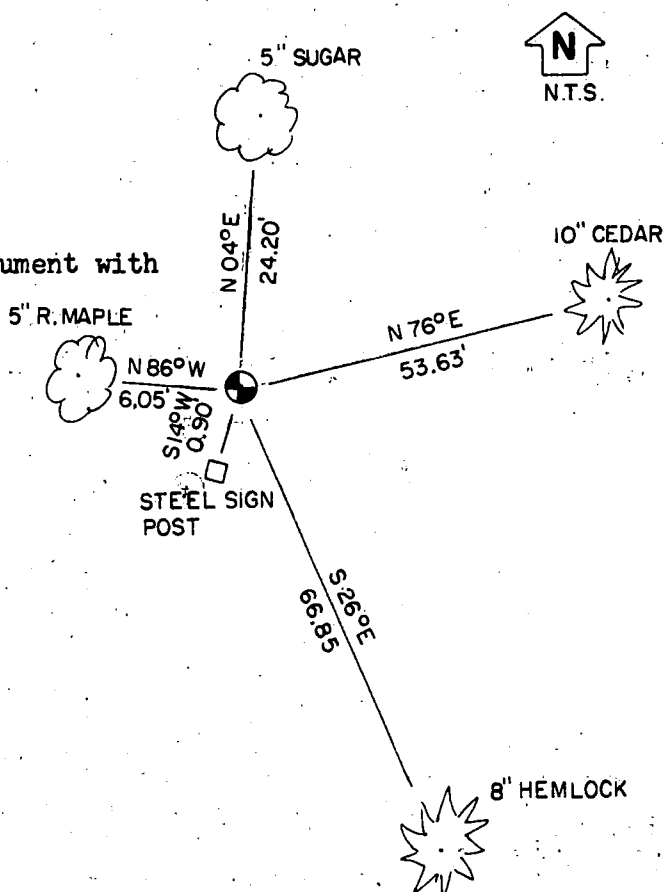 N
N.T.S.
5" SUGAR
N 04°E
24.20'
10" CEDAR
ument with
5" R. MAPLE
N 76°E
53.63'
N 86°W
6.05'
S14°W
0.90'
STEEL SIGN
POST
S 26°E
66.85
8" HEMLOCK